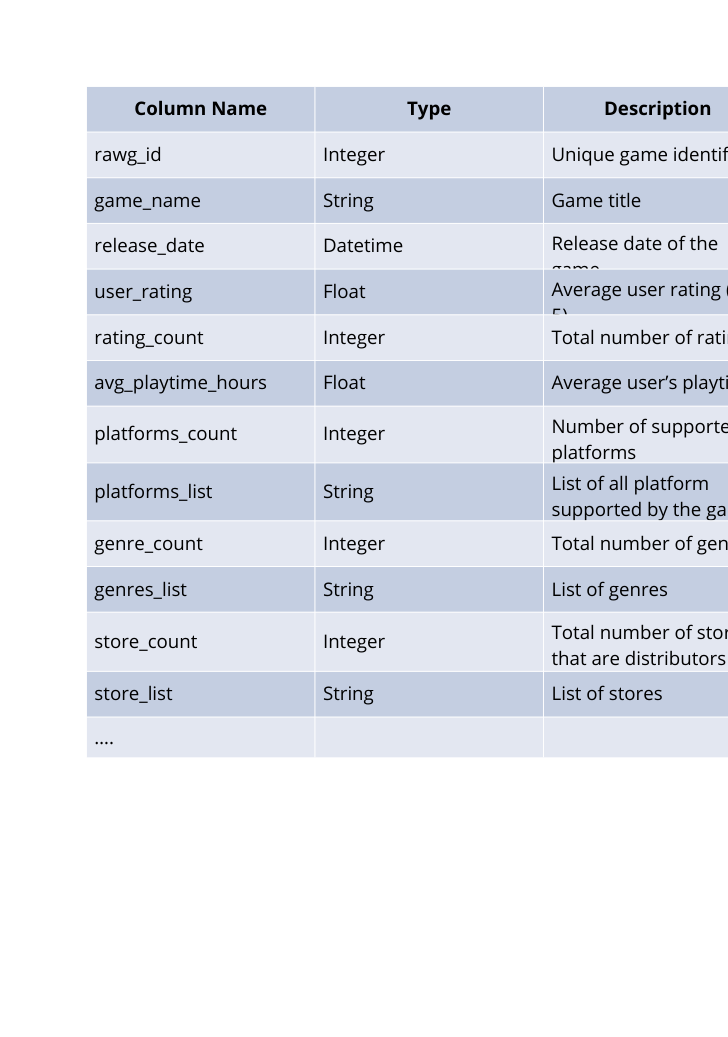 Column Name Type Description
rawg_id Integer Unique game identif
game_name String Game title
release_date Datetime Release date of the
user_rating Float Average user rating (
rating_count Integer Total number of rati
avg_playtime_hours Float Average user’s playti
platforms_count Integer Number of supporte
platforms
platforms_list String List of all platform
supported by the ga
genre_count Integer Total number of gen
genres_list String List of genres
store_count Integer Total number of stor
that are distributors
store_list String List of stores
....